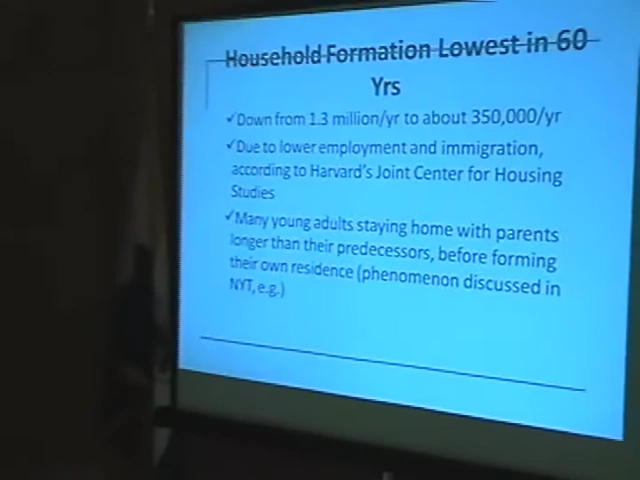 Household Formation Lowest in 60
Yrs
✓Down from 1.3 million/yr to about 350,000/yr
✓Due to lower employment and immigration,
according to Harvard's Joint Center for Housing
Studies
✓Many young adults staying home with parents
longer than their predecessors, before forming
their own residence (phenomenon discussed in
NYT, e.g.)